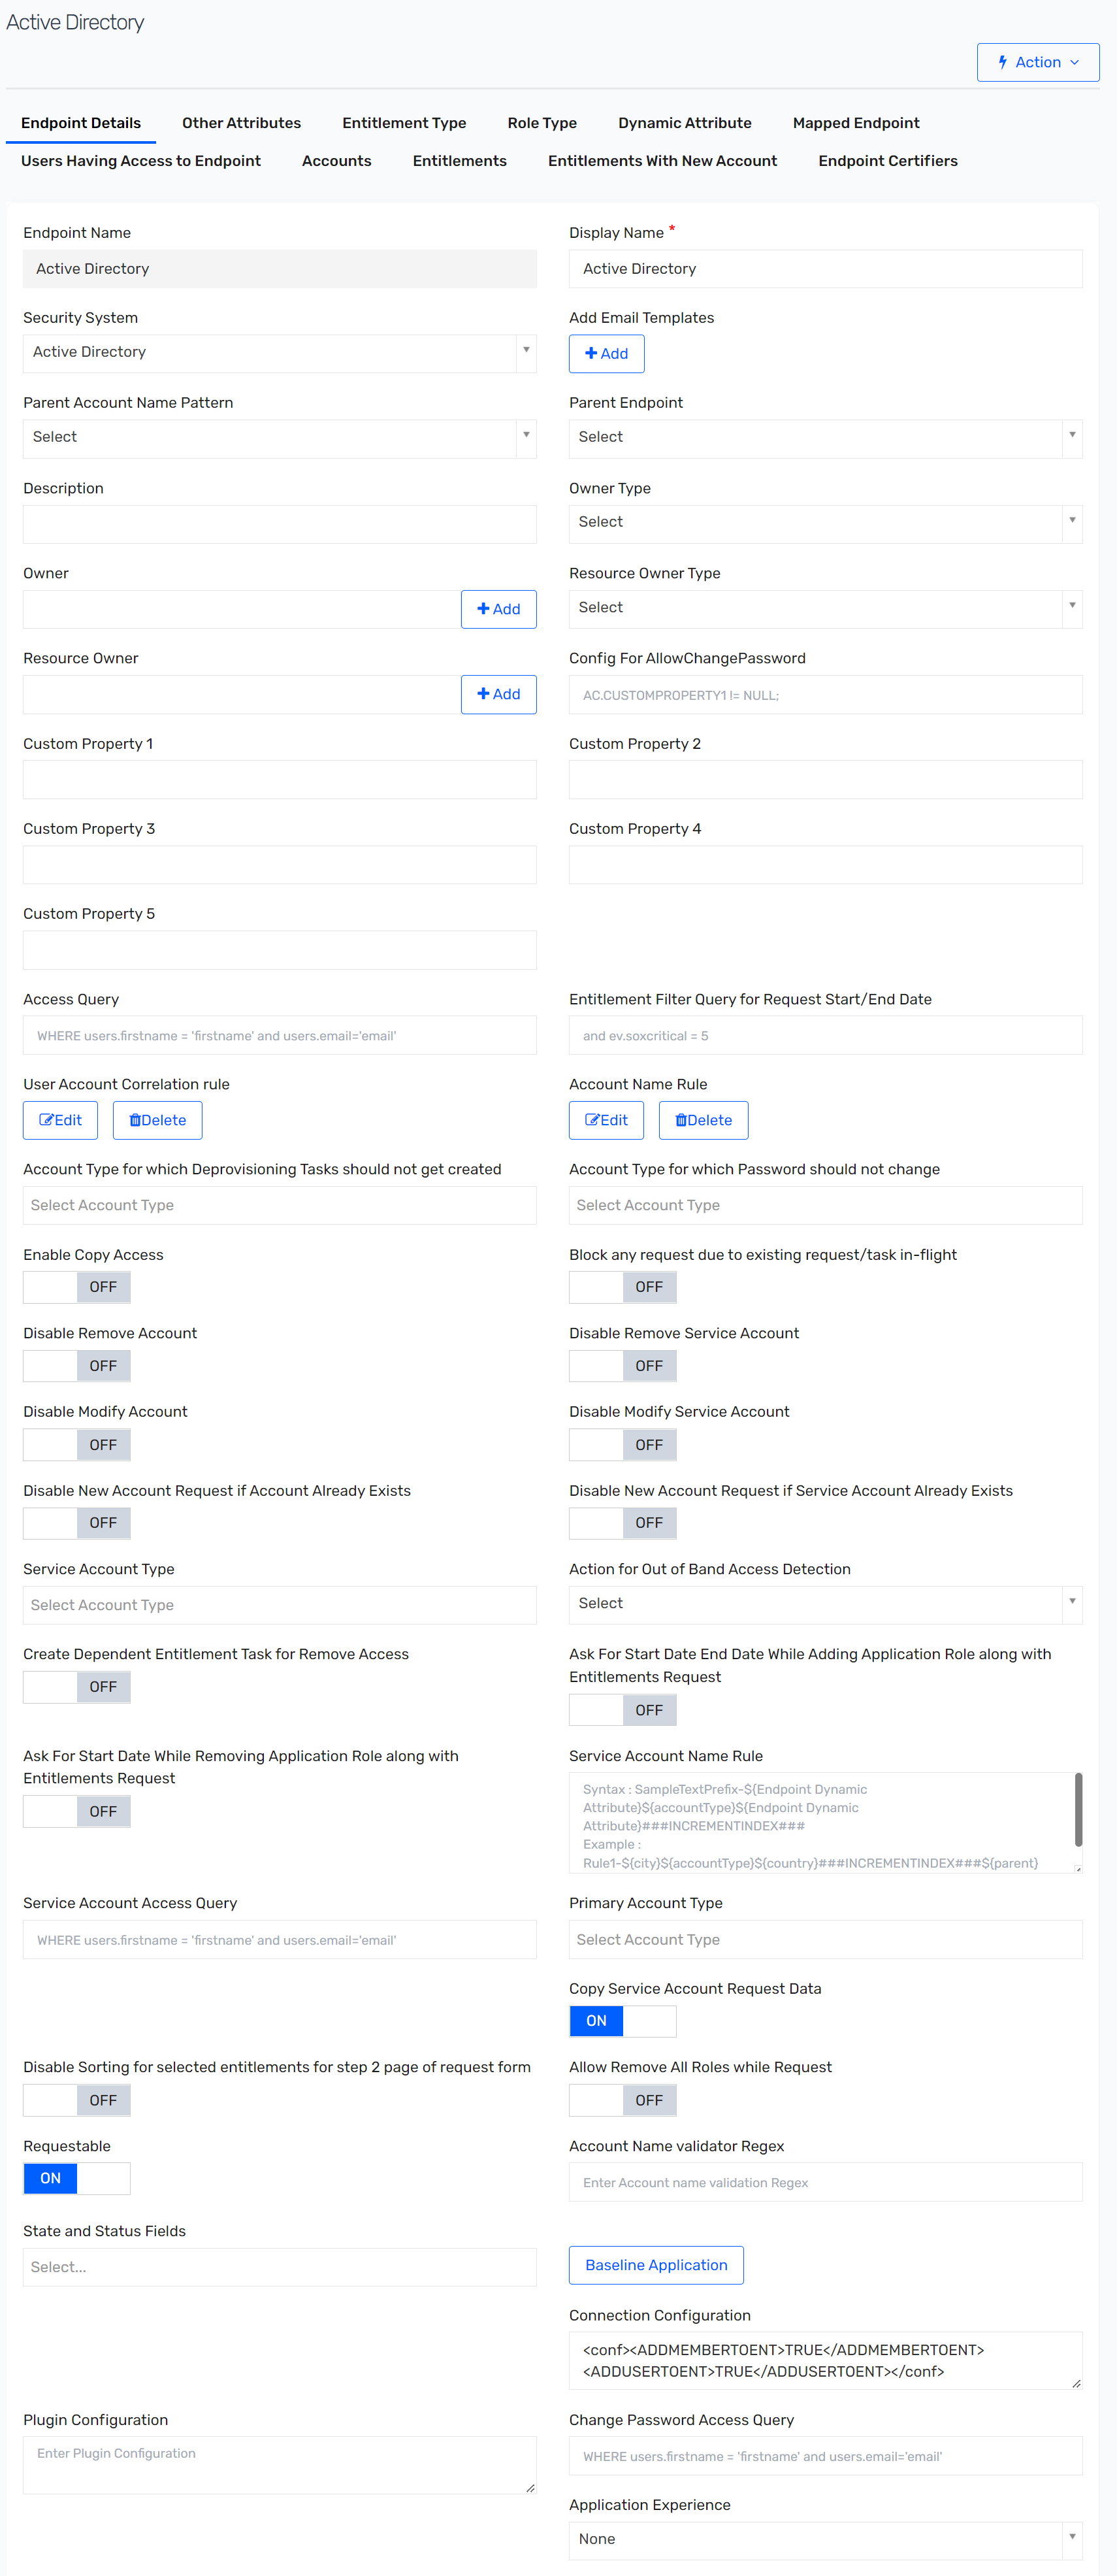 Active Directory
Action
Endpoint Details Other Attributes Entitlement Type Role Type Dynamic Attribute Mapped Endpoint
Users Having Access to Endpoint Accounts Entitlements Entitlements With New Account Endpoint Certifiers
Endpoint Name Display Name *
Active Directory Active Directory
Security System Add Email Templates
Active Directory Add
Parent Account Name Pattern Parent Endpoint
Select Select
Description Owner Type
Select
Owner Resource Owner Type
Add Select
Resource Owner Config For AllowChangePassword
Add AC.CUSTOMPROPERTY1 != NULL;
Custom Property 1 Custom Property 2
Custom Property 3 Custom Property 4
Custom Property 5
Access Query Entitlement Filter Query for Request Start/End Date
WHERE users.firstname = 'firstname' and users.email='email' and ev.soxcritical = 5
User Account Correlation rule Account Name Rule
Edit Delete Edit Delete
Account Type for which Deprovisioning Tasks should not get created Account Type for which Password should not change
Select Account Type Select Account Type
Enable Copy Access Block any request due to existing request/task in-flight
OFF OFF
Disable Remove Account Disable Remove Service Account
OFF OFF
Disable Modify Account Disable Modify Service Account
OFF OFF
Disable New Account Request if Account Already Exists Disable New Account Request if Service Account Already Exists
OFF OFF
Service Account Type Action for Out of Band Access Detection
Select Account Type Select
Create Dependent Entitlement Task for Remove Access Ask For Start Date End Date While Adding Application Role along with
Entitlements Request
OFF OFF
Ask For Start Date While Removing Application Role along with Service Account Name Rule
Entitlements Request
OFF
Syntax : SampleTextPrefix-${Endpoint Dynamic
Attribute}${accountType}${Endpoint Dynamic
Attribute}###INCREMENTINDEX###
Example :
Rule1-${city}${accountType}${country}###INCREMENTINDEX###${parent}
Service Account Access Query Primary Account Type
WHERE users.firstname = 'firstname' and users.email='email' Select Account Type
Copy Service Account Request Data
ON
Disable Sorting for selected entitlements for step 2 page of request form Allow Remove All Roles while Request
OFF OFF
Requestable Account Name validator Regex
ON Enter Account name validation Regex
State and Status Fields
Select... Baseline Application
Connection Configuration
<conf><ADDMEMBERTOENT>TRUE</ADDMEMBERTOENT>
<ADDUSERTOENT>TRUE</ADDUSERTOENT></conf>
Plugin Configuration Change Password Access Query
Enter Plugin Configuration WHERE users.firstname = 'firstname' and users.email='email'
Application Experience
None